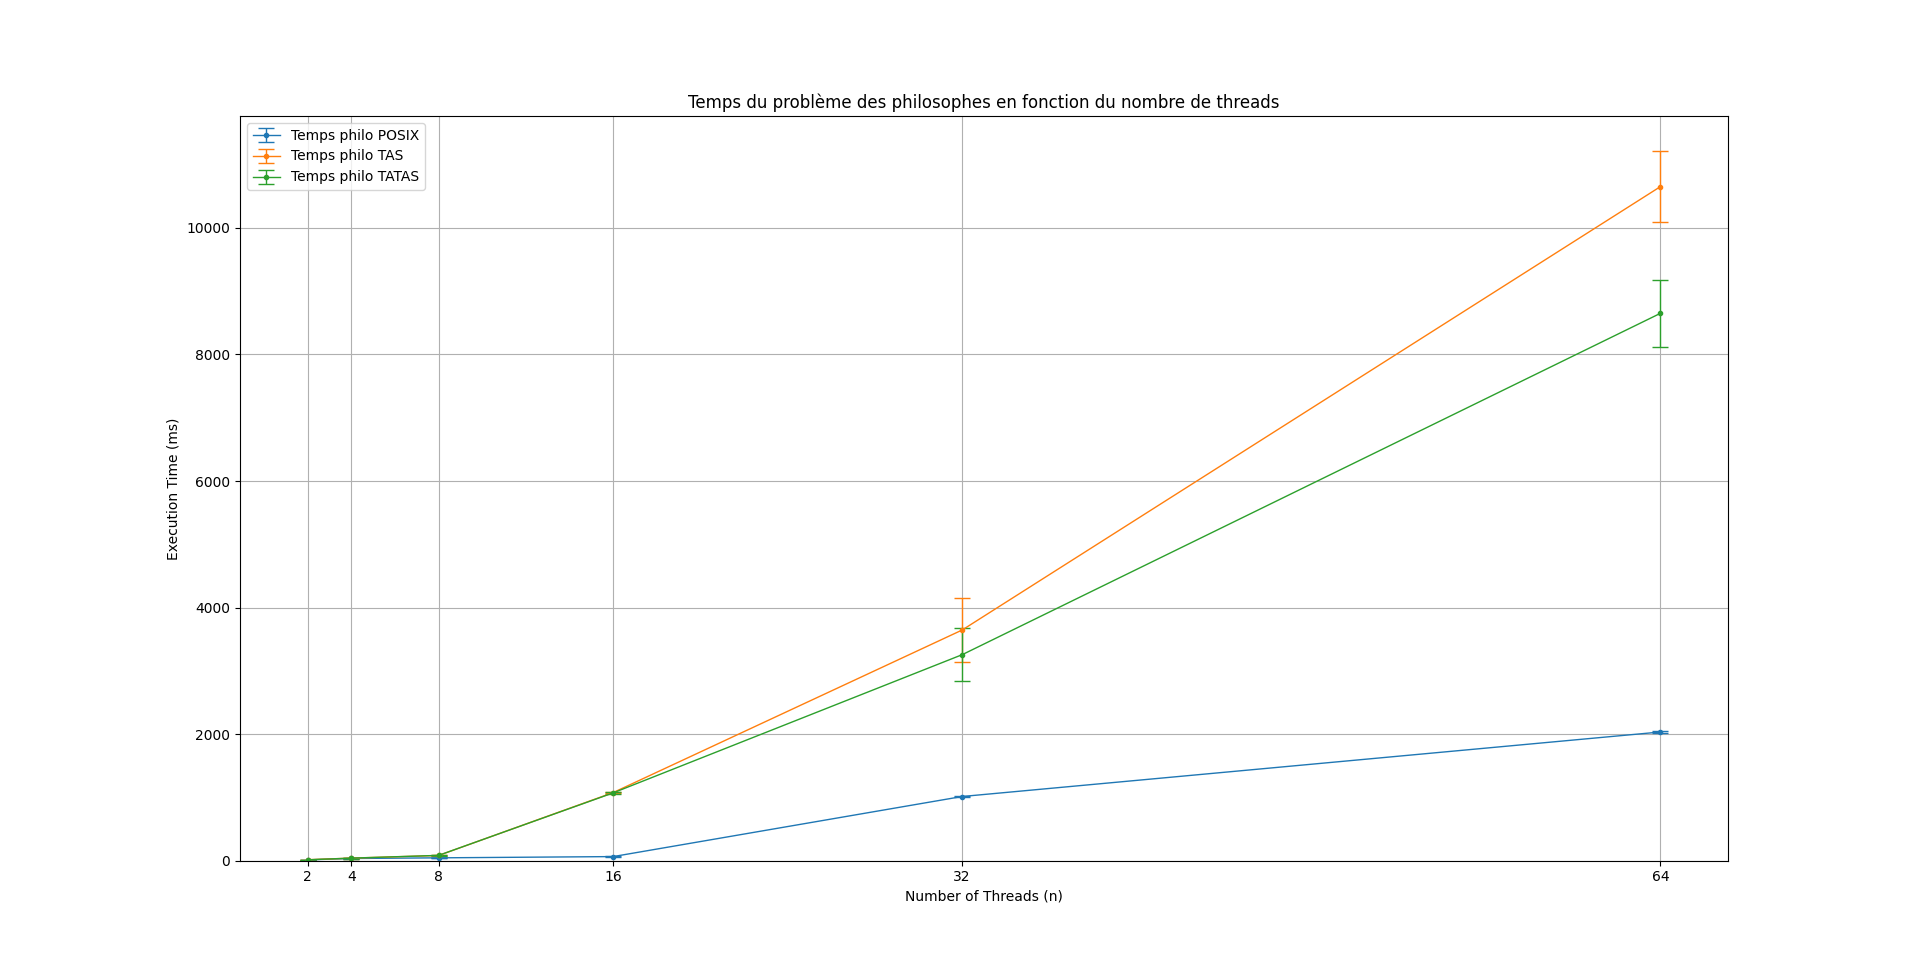 Temps du problème des philosophes en fonction du nombre de threads
Temps philo POSIX
Temps philo TAS
Temps philo TATAS
10000
8000
6000
4000
2000
0
Execution Time (ms)
2 4 8 16 32 64
Number of Threads (n)